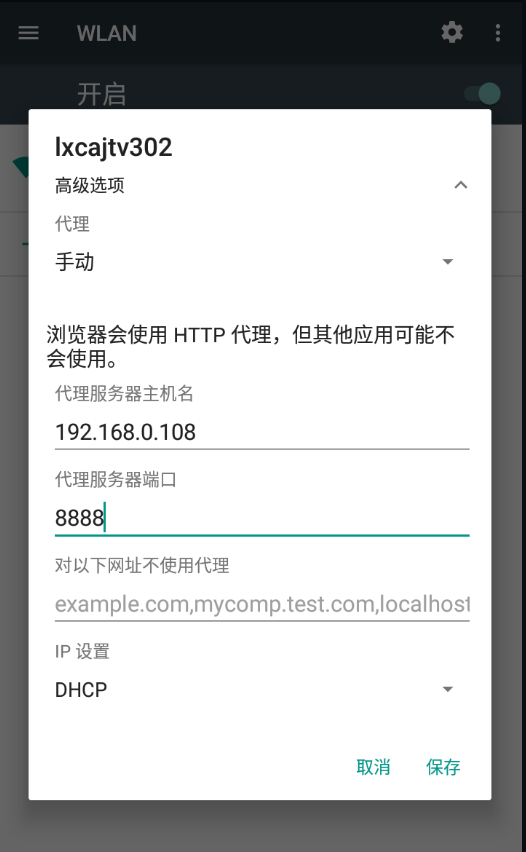 WLAN
开启
lxcajtv302
高级选项
代理
手动
浏览器会使用 HTTP 代理，但其他应用可能不
会使用。
代理服务器主机名
192.168.0.108
代理服务器端口
8888
对以下网址不使用代理
example.com,mycomp.test.com,localhost
IP 设置
DHCP
取消 保存